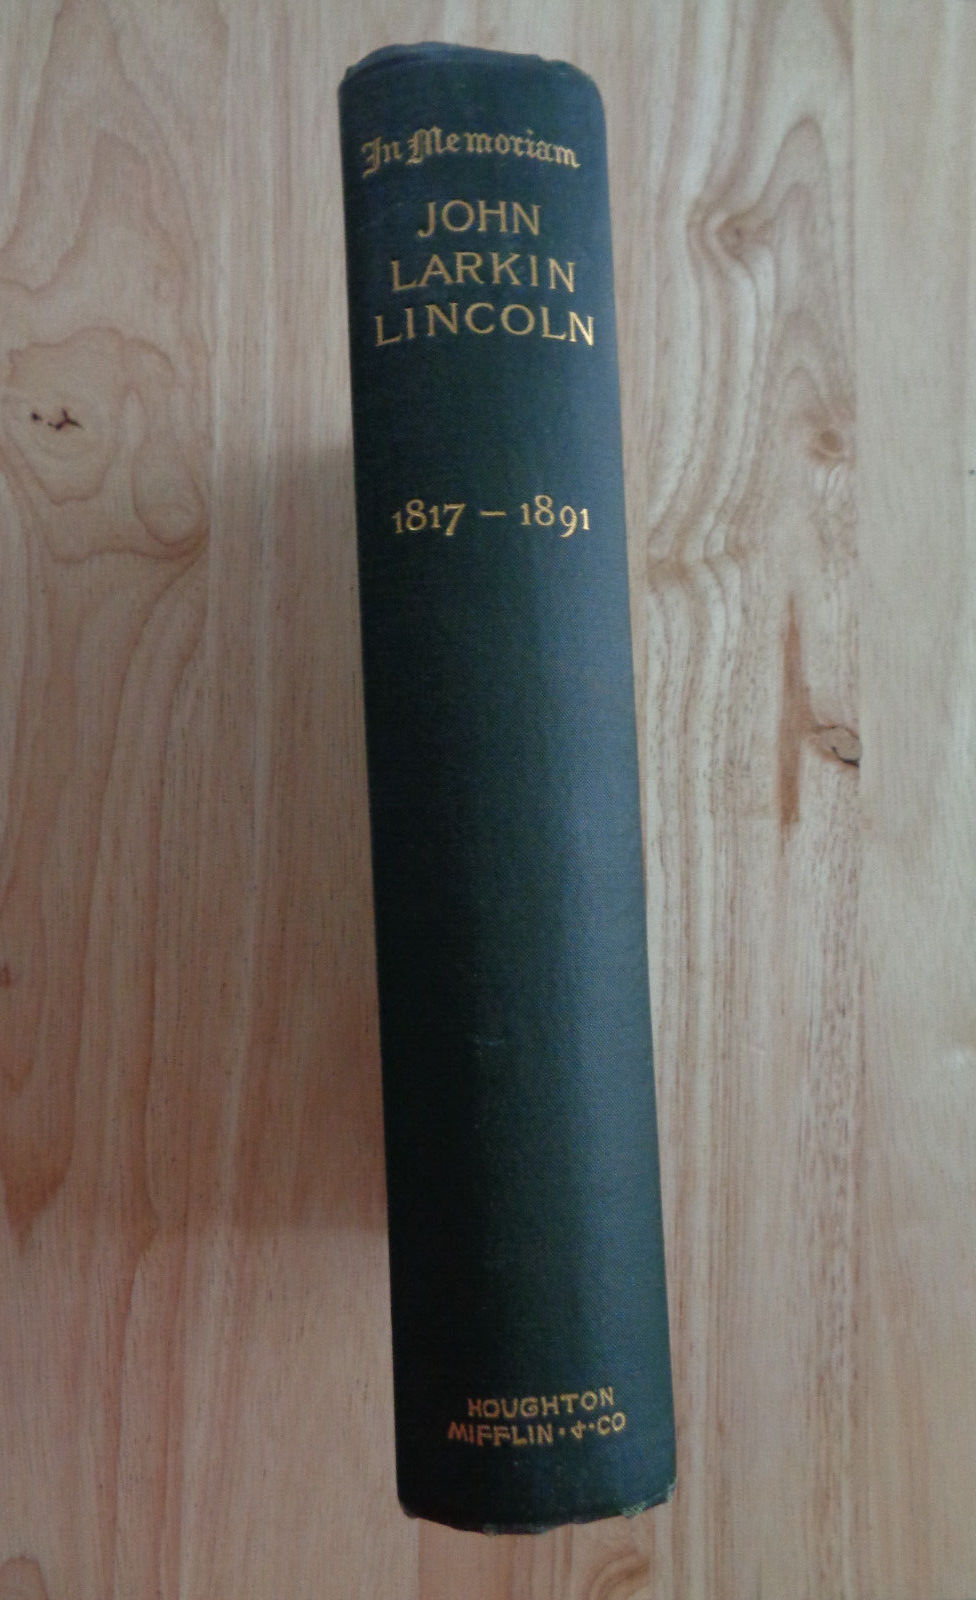 In Memoriam
JOHN
LARKIN
LINCOLN
1817 – 1891
HOUGHTON
MIFFLIN·&·CO